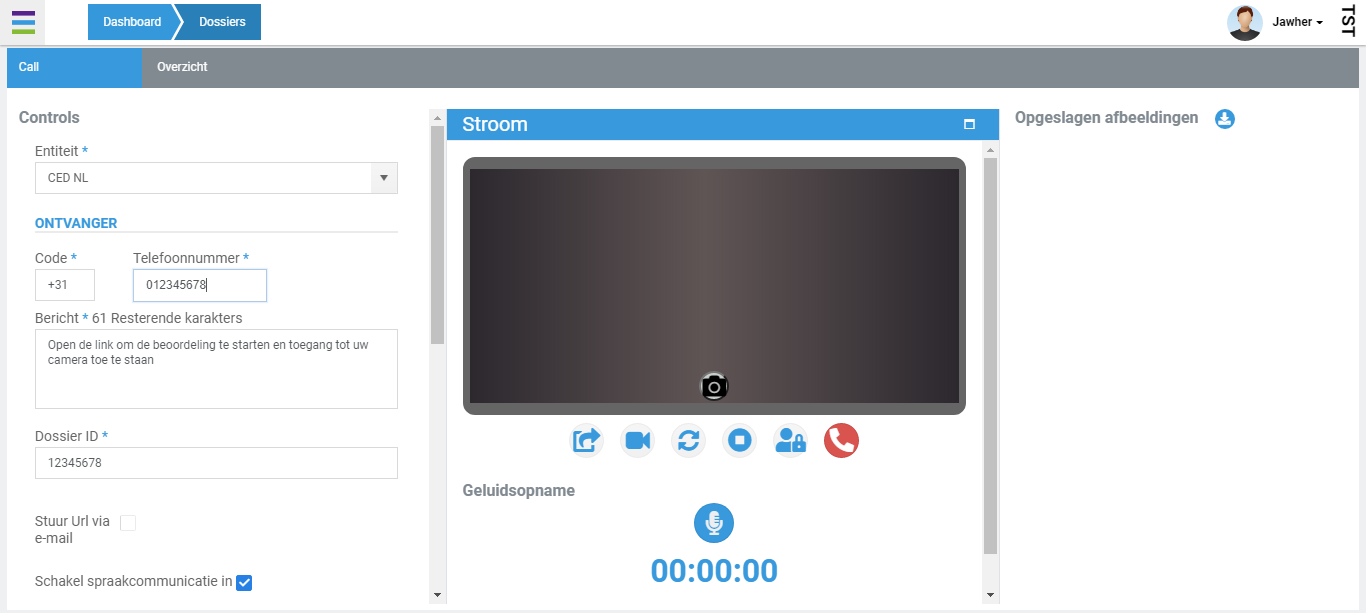 Dashboard
Dossiers
Jawher
TST
Call
Overzicht
Controls
Entiteit *
CED NL
ONTVANGER
Code *
Telefoonnummer *
+31
012345678
Bericht * 61 Resterende karakters
Open de link om de beoordeling te starten en toegang tot uw
camera toe te staan
Dossier ID *
12345678
Stuur Url via
e-mail
Schakel spraakcommunicatie in
Stroom
Geluidsopname
00:00:00
Opgeslagen afbeeldingen